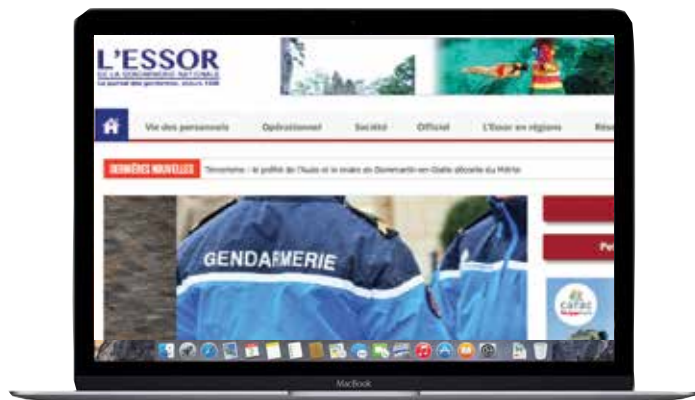 L'ESSOR
DE LA GENDARMERIE NATIONALE
Le journal des gendarmes, depuis 1936
Vie des personnels Opérationnel Société Officiel L'Essor en régions
DERNIÈRES NOUVELLES Terrorisme : le préfet de l'Aude et le maire de Dammartin-en-Goële décorés du Mérite
GENDARMERIE
carac
MacBook